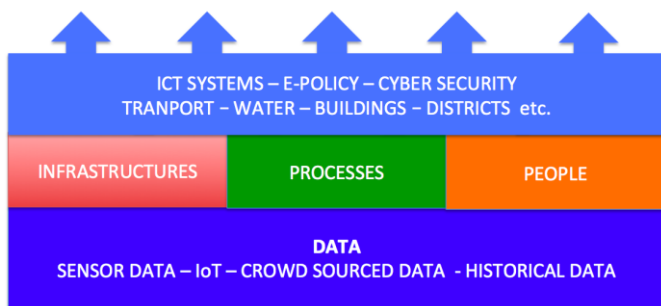 ICT SYSTEMS – E-POLICY – CYBER SECURITY
TRANPORT – WATER – BUILDINGS – DISTRICTS etc.
INFRASTRUCTURES PROCESSES PEOPLE
DATA
SENSOR DATA – IoT – CROWD SOURCED DATA - HISTORICAL DATA